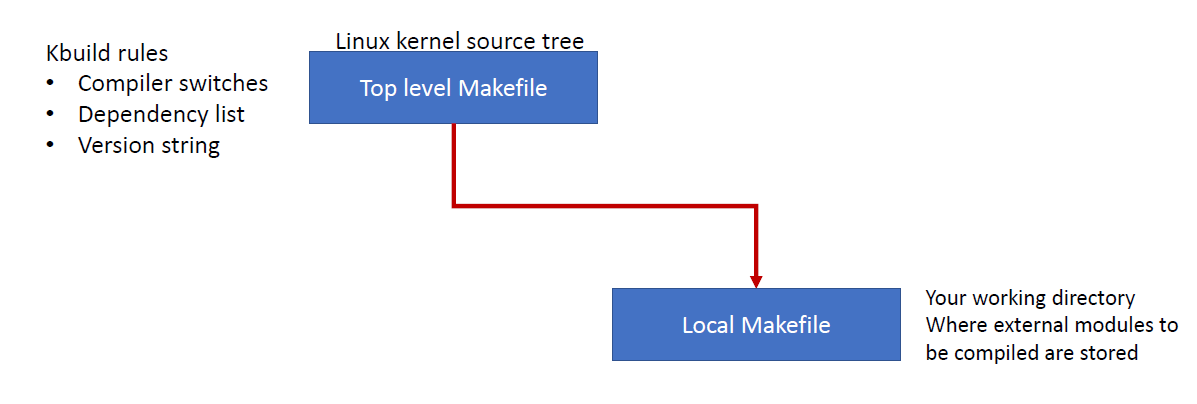 Linux kernel source tree
Kbuild rules
• Compiler switches
• Dependency list
• Version string
Top level Makefile
Local Makefile
Your working directory
Where external modules to
be compiled are stored